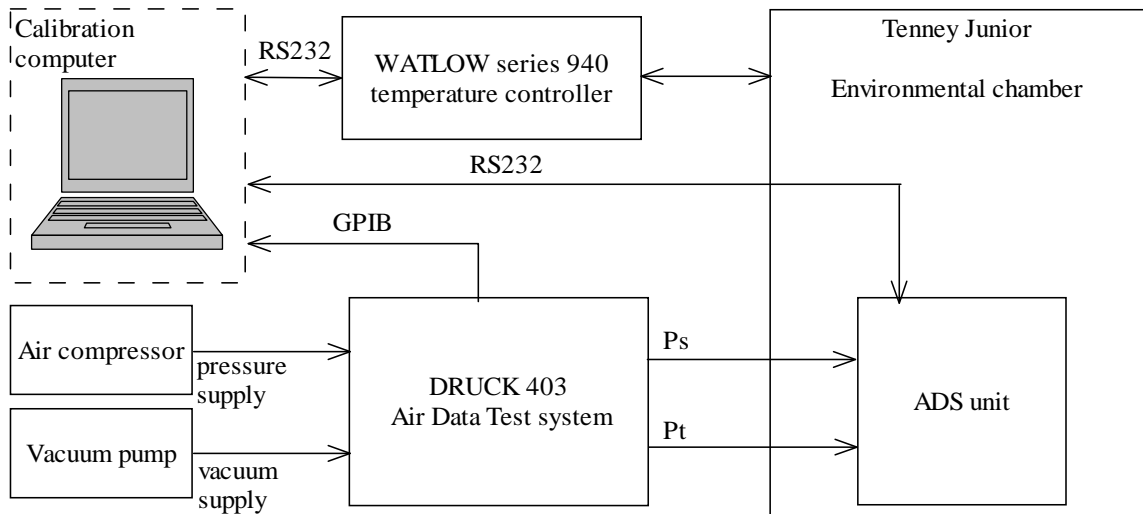 Calibration
computer
RS232
WATLOW series 940
temperature controller
Tenney Junior
Environmental chamber
RS232
GPIB
Air compressor
pressure
supply
DRUCK 403
Air Data Test system
Ps
Pt
ADS unit
Vacuum pump
vacuum
supply